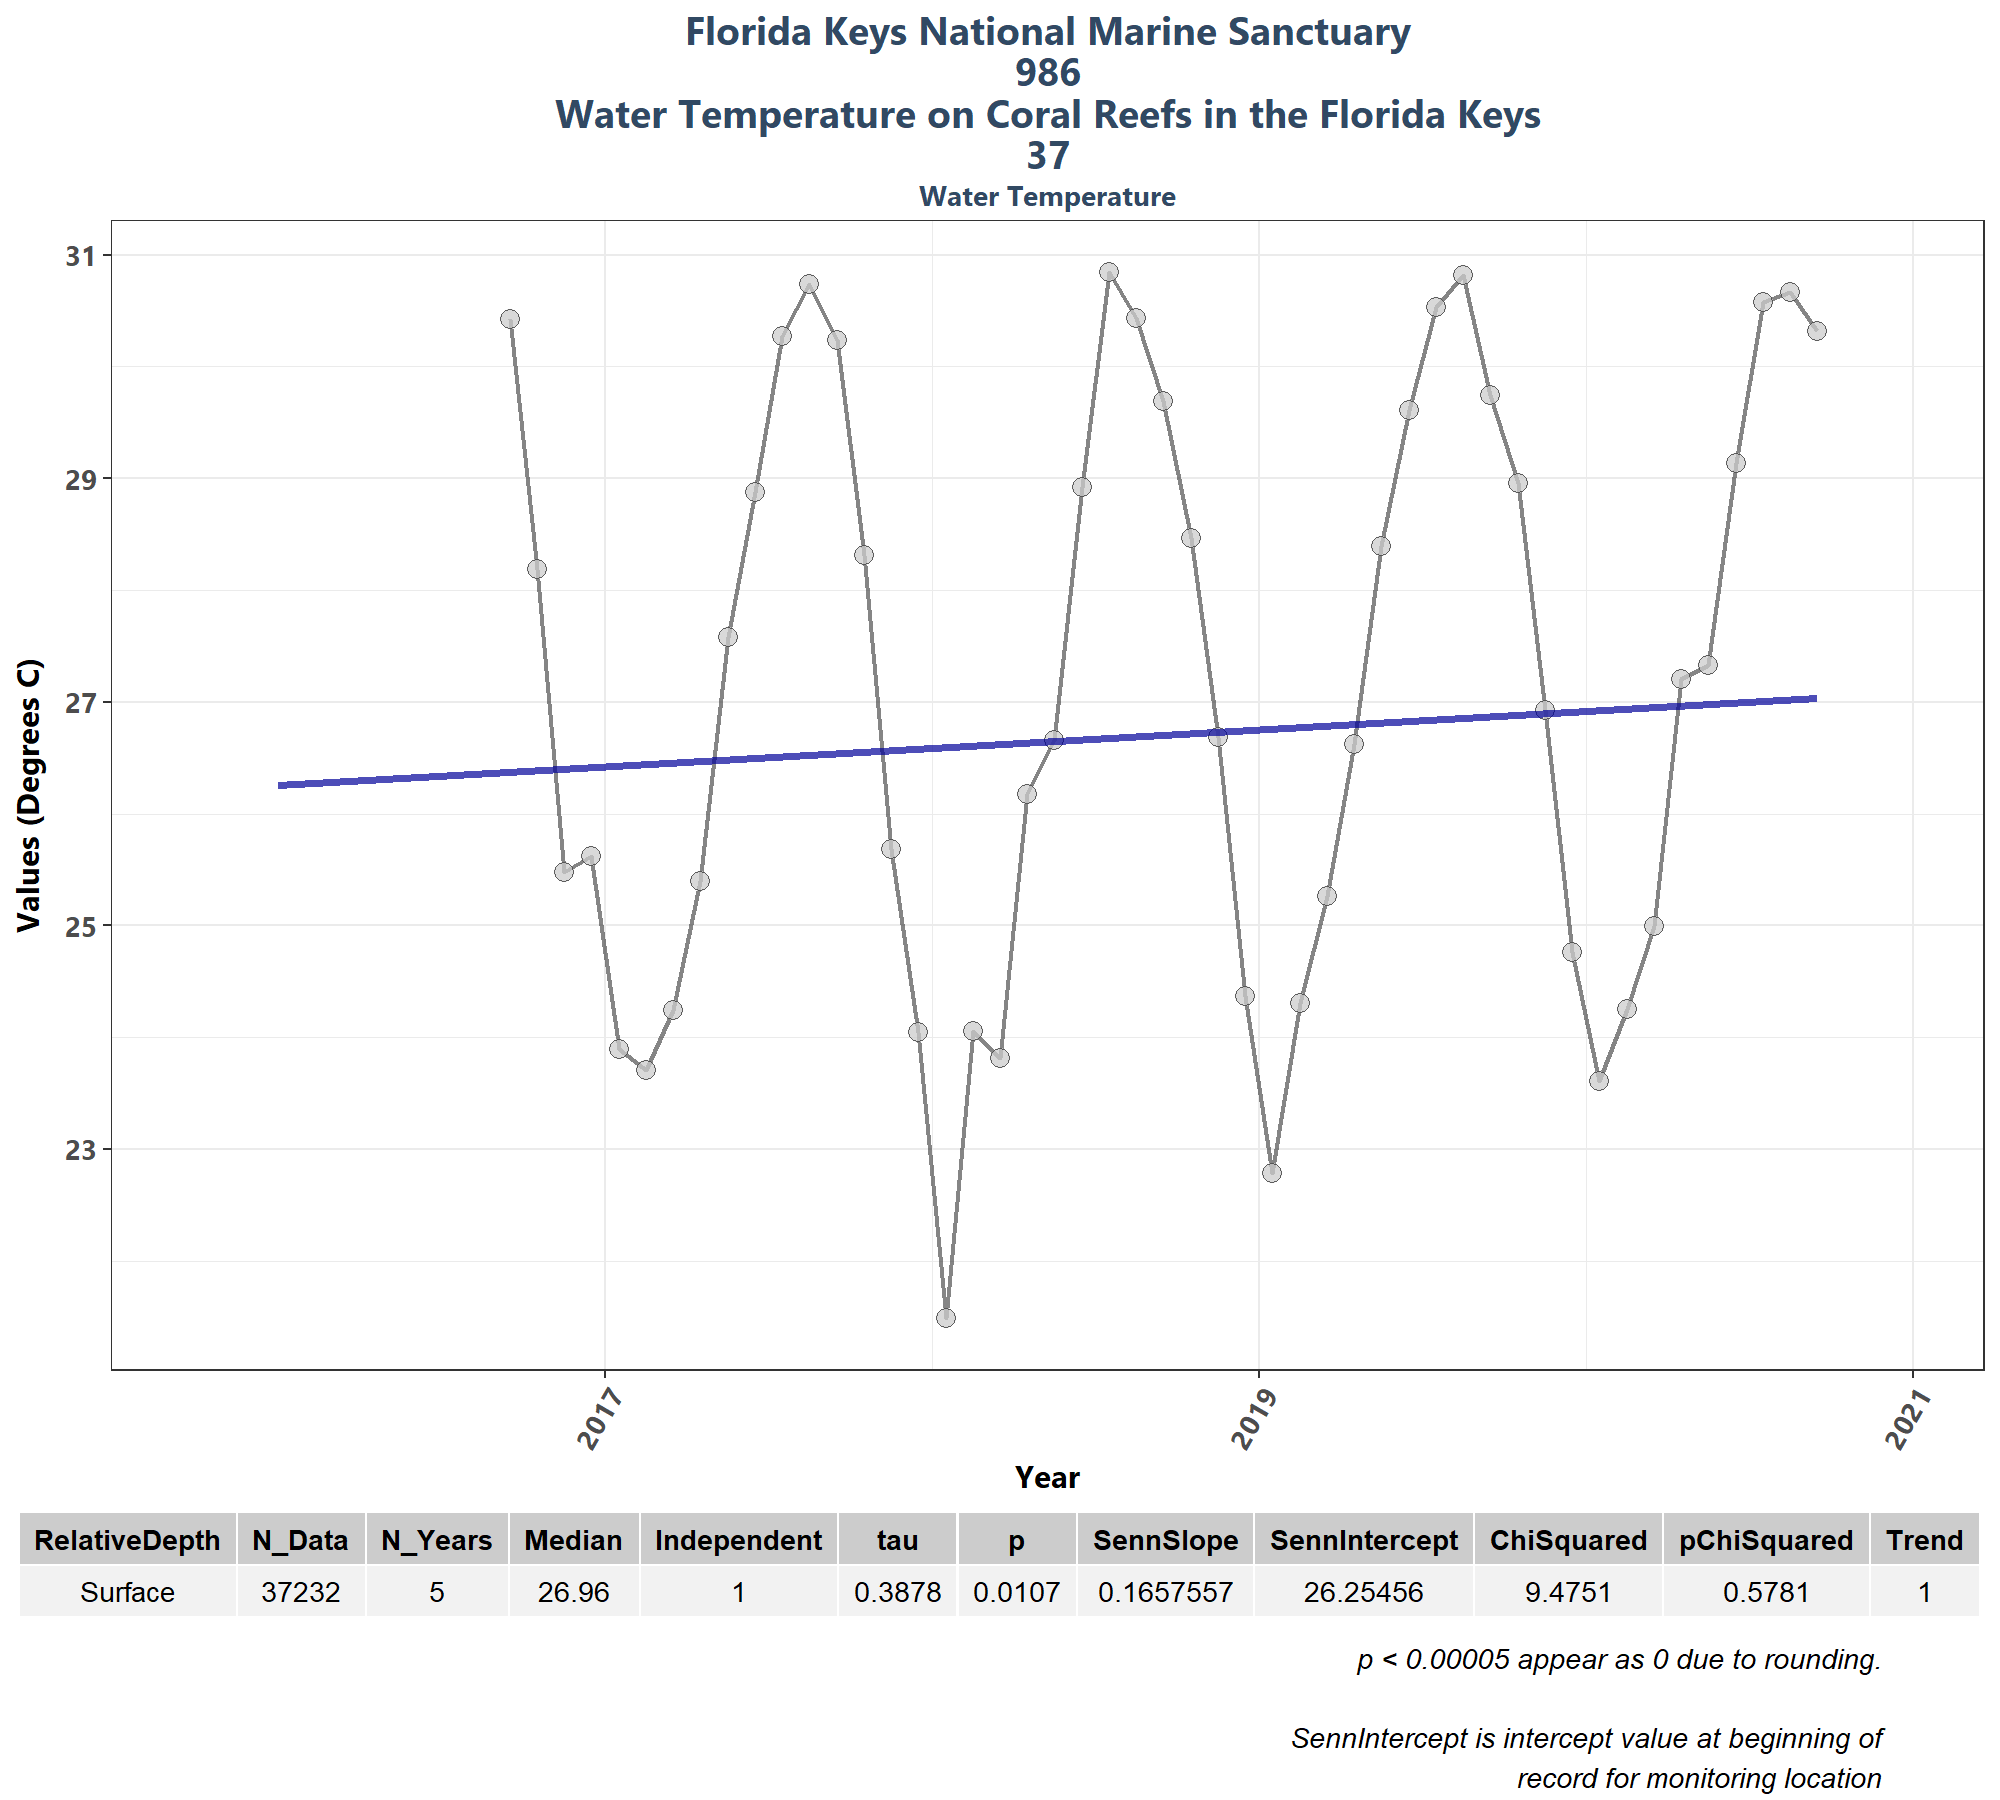 Florida Keys National Marine Sanctuary
986
Water Temperature on Coral Reefs in the Florida Keys
37
Water Temperature
31
29
27
25
23
Values (Degrees C)
2017
2019
2021
Year
RelativeDepth N_Data N_Years Median Independent tau p SennSlope SennIntercept ChiSquared pChiSquared Trend
Surface 37232 5 26.96 1 0.3878 0.0107 0.1657557 26.25456 9.4751 0.5781 1
p < 0.00005 appear as 0 due to rounding.
SennIntercept is intercept value at beginning of
record for monitoring location